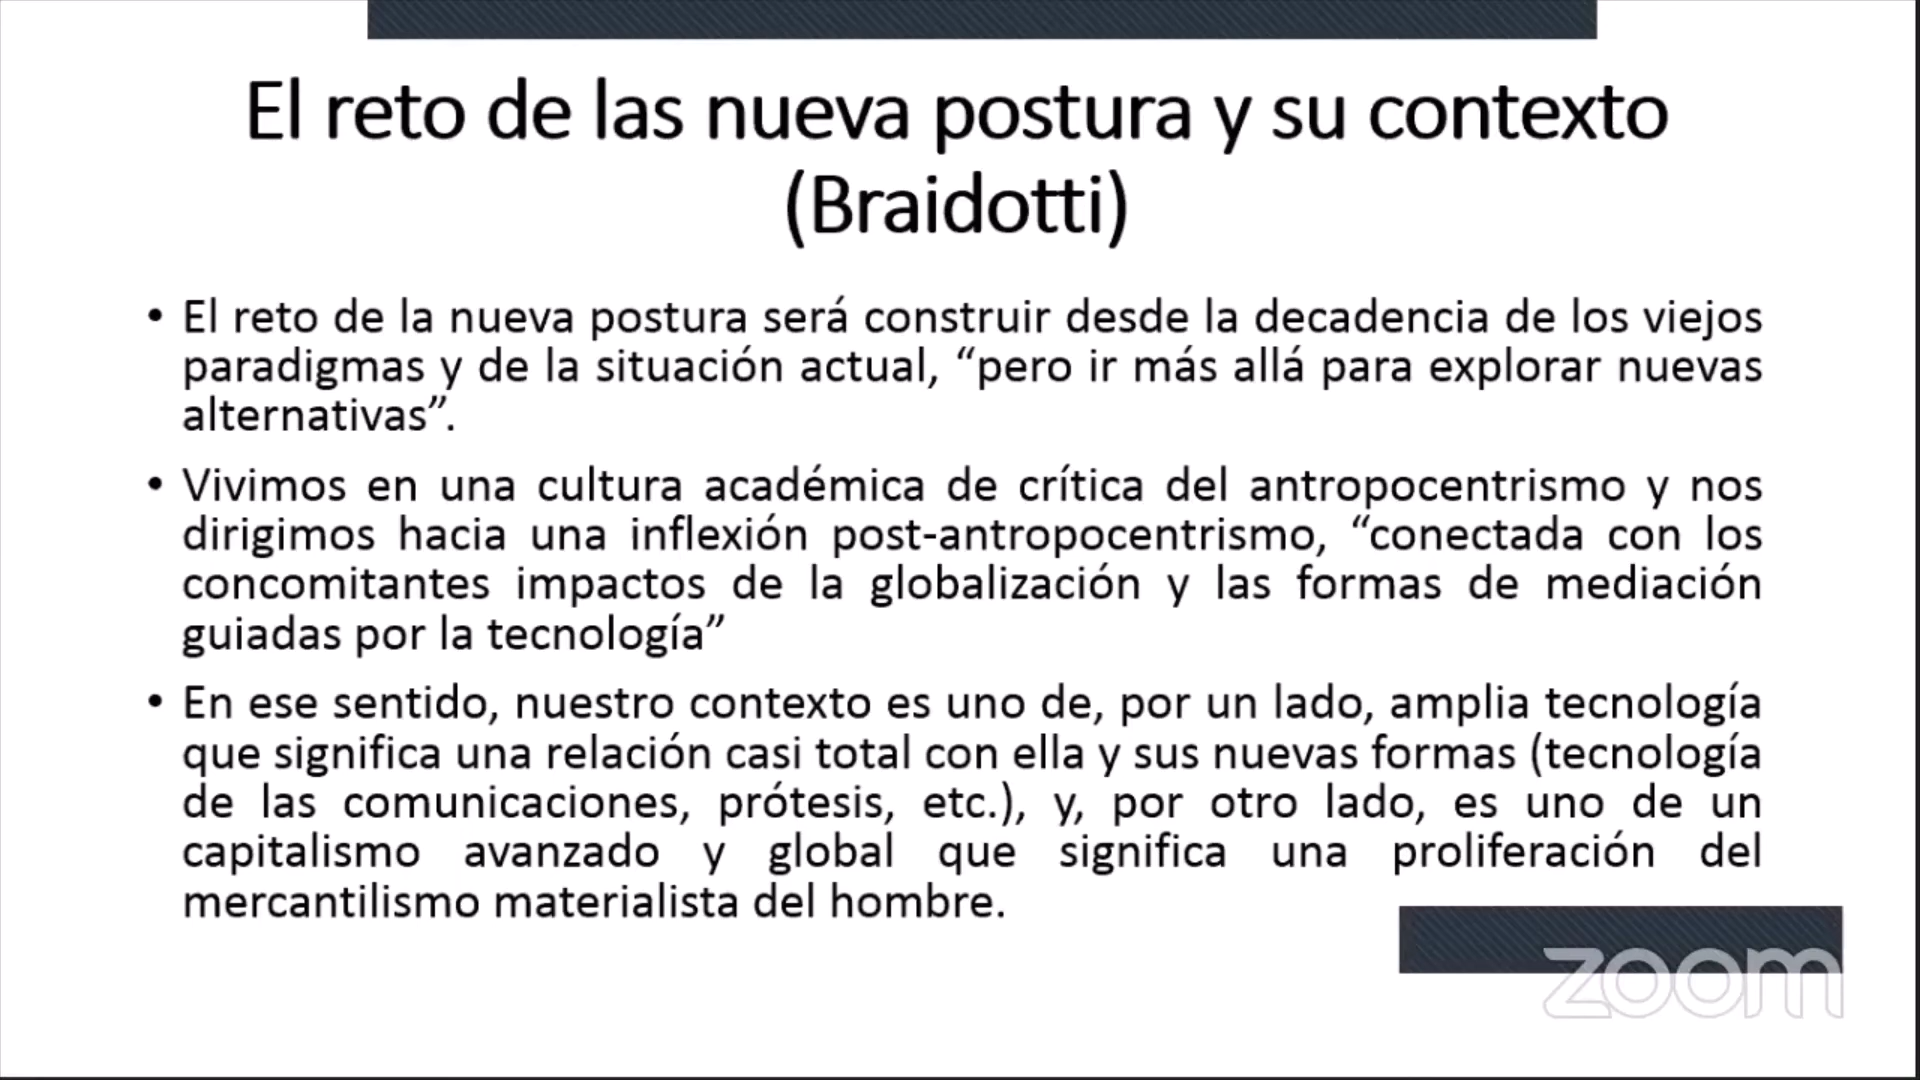 El reto de las nueva postura y su contexto
(Braidotti)
• El reto de la nueva postura será construir desde la decadencia de los viejos
paradigmas y de la situación actual, “pero ir más allá para explorar nuevas
alternativas”.
• Vivimos en una cultura académica de crítica del antropocentrismo y nos
dirigimos hacia una inflexión post-antropocentrismo, “conectada con los
concomitantes impactos de la globalización y las formas de mediación
guiadas por la tecnología”
• En ese sentido, nuestro contexto es uno de, por un lado, amplia tecnología
que significa una relación casi total con ella y sus nuevas formas (tecnología
de las comunicaciones, prótesis, etc.), y, por otro lado, es uno de un
capitalismo avanzado y global que significa una proliferación del
mercantilismo materialista del hombre.
zoom